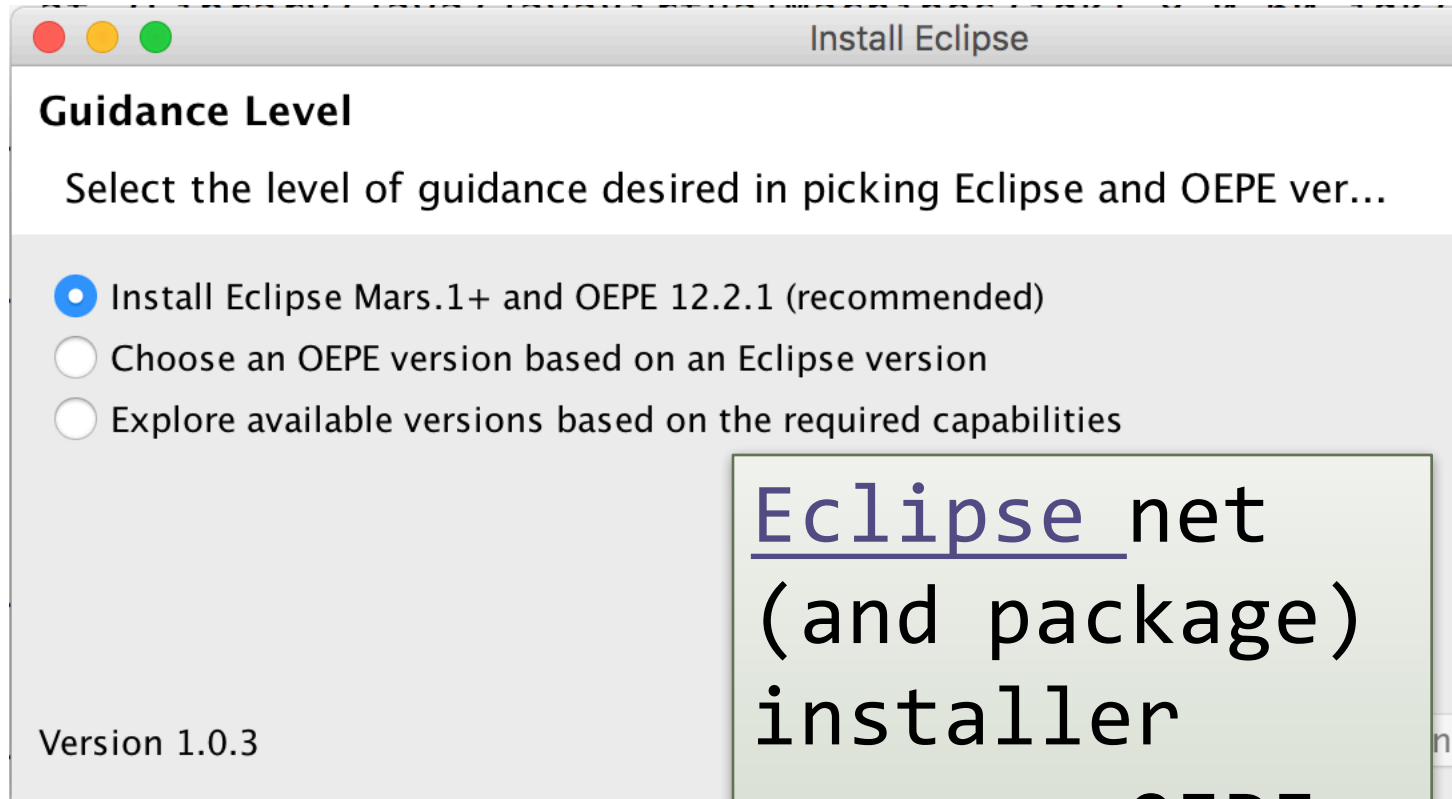 Install Eclipse
Guidance Level
Select the level of guidance desired in picking Eclipse and OEPE ver...
Install Eclipse Mars.1+ and OEPE 12.2.1 (recommended)
Choose an OEPE version based on an Eclipse version
Explore available versions based on the required capabilities
Eclipse net
(and package)
installer
Version 1.0.3
OEPE